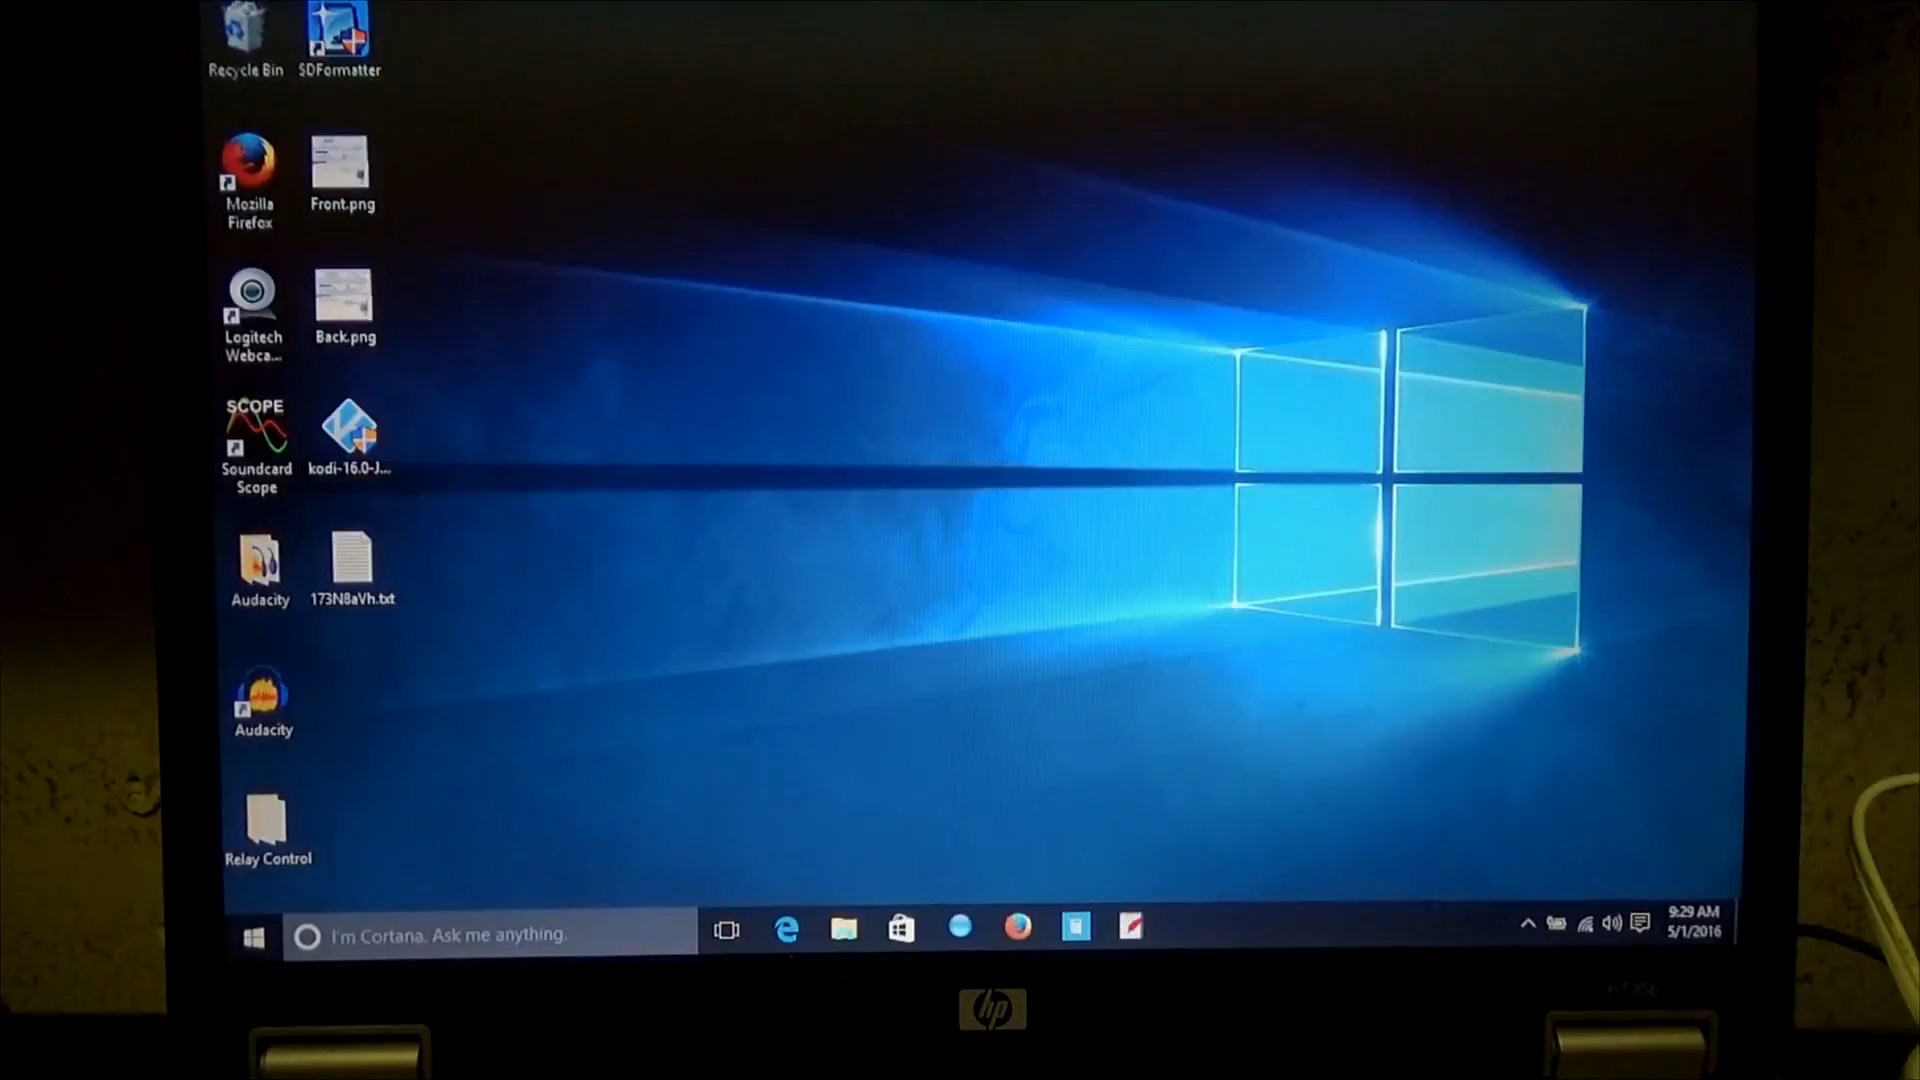 Recycle Bin
SDFormatter
Mozilla
Firefox
Front.png
Logitech
Webca...
Back.png
SCOPE
Soundcard
Scope
kodi-16.0-J...
Audacity
173N8aVh.txt
Audacity
Relay Control
I'm Cortana. Ask me anything.
9:29 AM
5/1/2016
hp